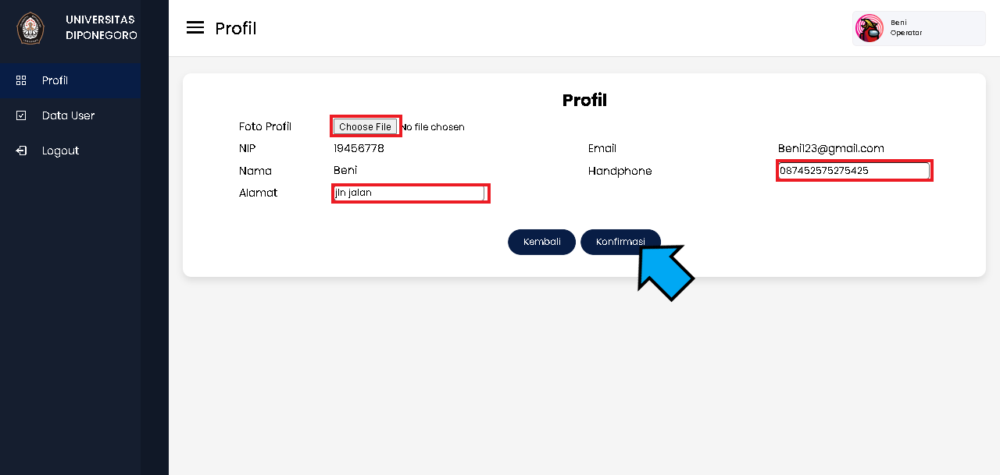 UNIVERSITAS
DIPONEGORO
Profil
Data User
Logout
Profil
Beni
Operator
Profil
Foto Profil Choose File No file chosen
NIP 19456778 Email Beni123@gmail.com
Nama Beni Handphone 087452575275425
Alamat jln jalan
Kembali Konfirmasi